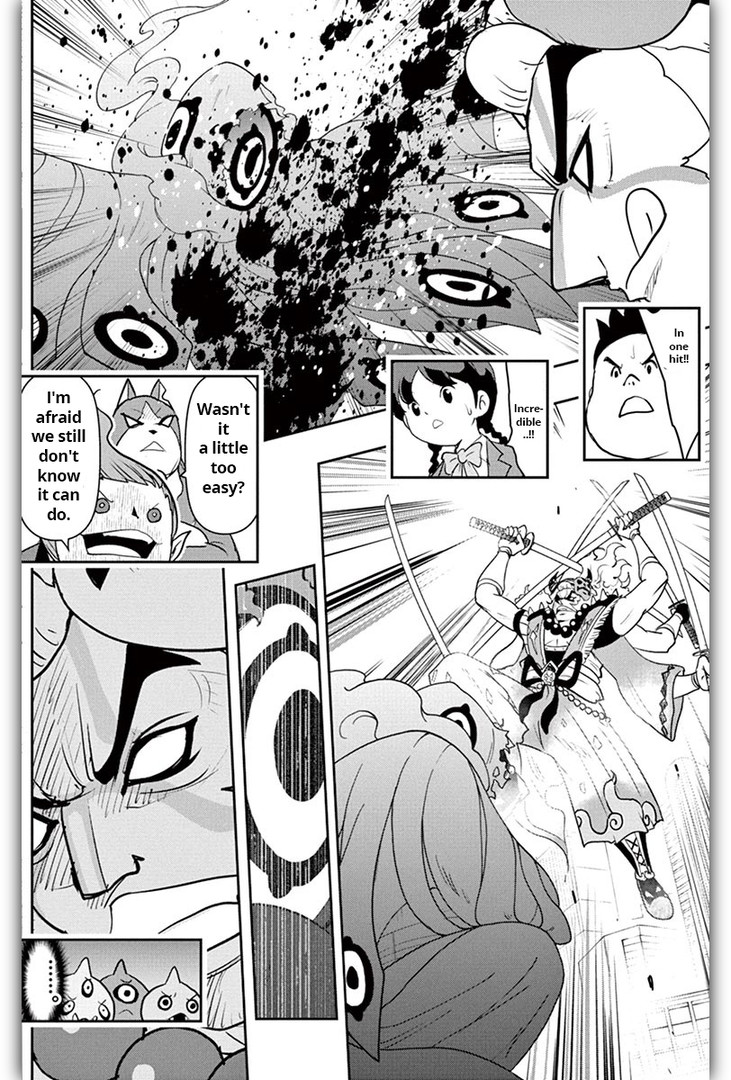 In
one
hit!!
Incre-
dible
..!!
Wasn't
it
a little
too
easy?
I'm
afraid
we still
don't
know
it can
do.